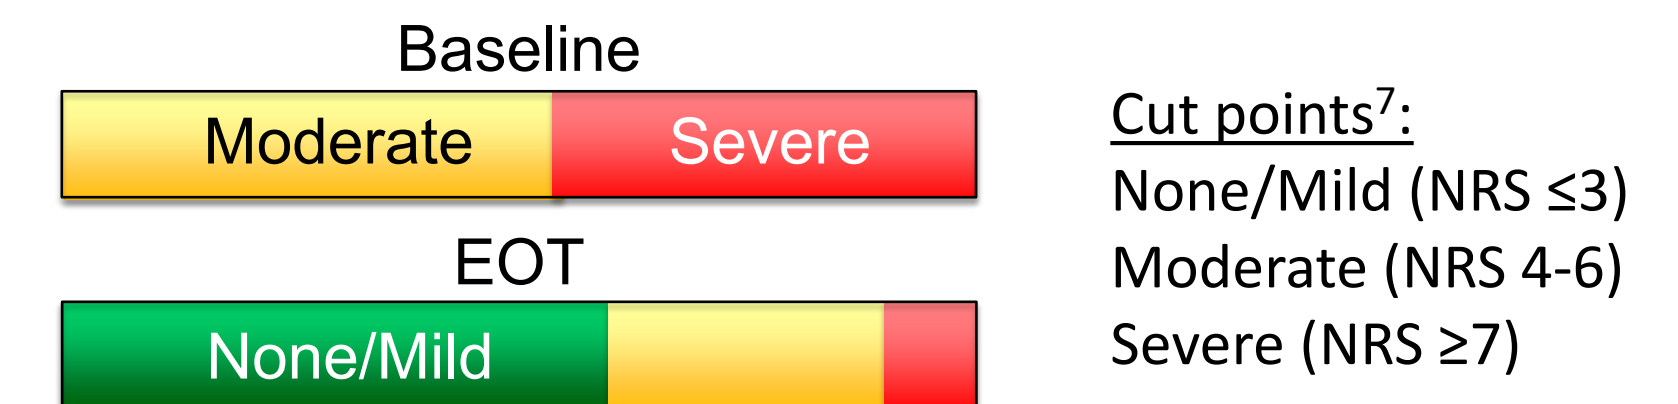 Baseline
Moderate Severe
EOT
None/Mild
Cut points⁷:
None/Mild (NRS ≤3)
Moderate (NRS 4-6)
Severe (NRS ≥7)